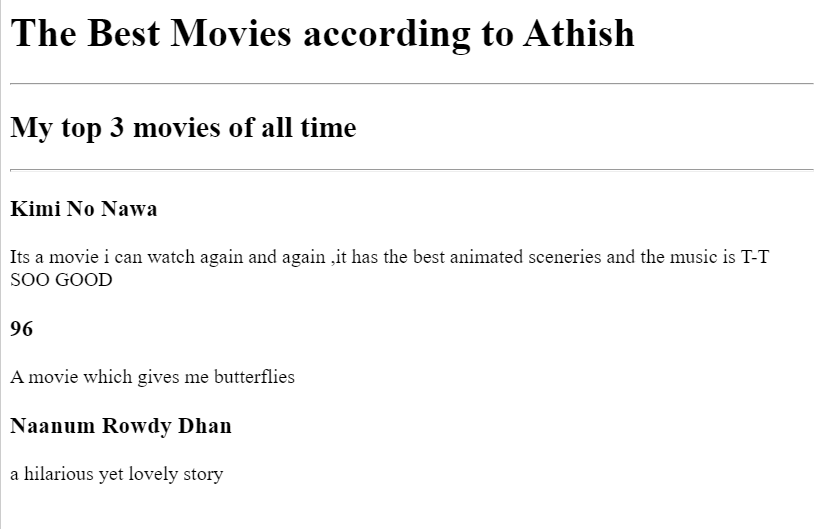 The Best Movies according to Athish
My top 3 movies of all time
Kimi No Nawa
Its a movie i can watch again and again ,it has the best animated sceneries and the music is T-T
SOO GOOD
96
A movie which gives me butterflies
Naanum Rowdy Dhan
a hilarious yet lovely story